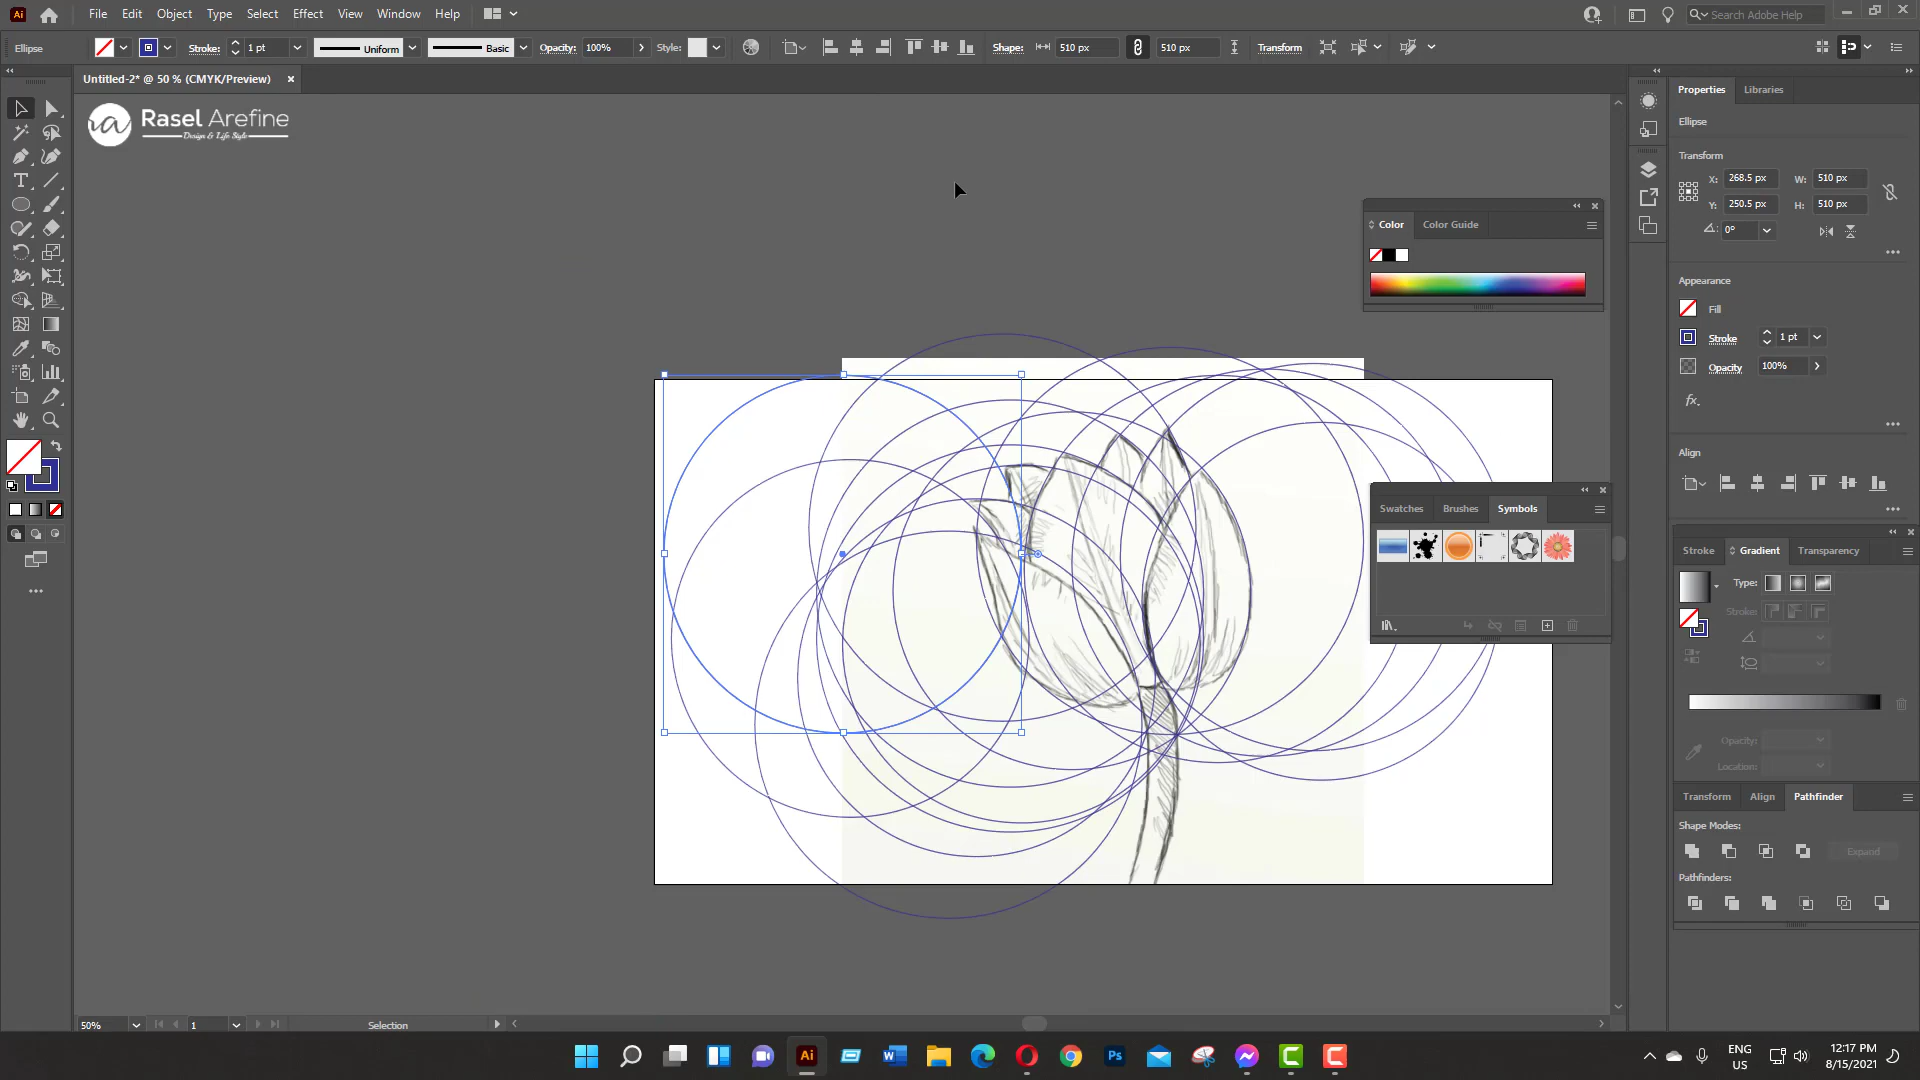 Ai File Edit Object Type Select Effect View Window Help Search Adobe Help
Ellipse Stroke: 1 pt Uniform Basic Opacity: 100% Style: Shape: 510 px 510 px Transform
Untitled-2* @ 50 % (CMYK/Preview)
Rasel Arefine
Design & Life Style
Properties Libraries
Ellipse
Transform
X: 268.5 px W: 510 px
Y: 250.5 px H: 510 px
0°
Color Color Guide
Appearance
Fill
Stroke 1 pt
Opacity 100%
fx.
Align
Swatches Brushes Symbols
Stroke Gradient Transparency
Type:
Stroke:
Opacity:
Location:
Transform Align Pathfinder
Shape Modes:
Expand
Pathfinders:
50% 1 Selection
Ai W Ps
ENG
US
12:17 PM
8/15/2021